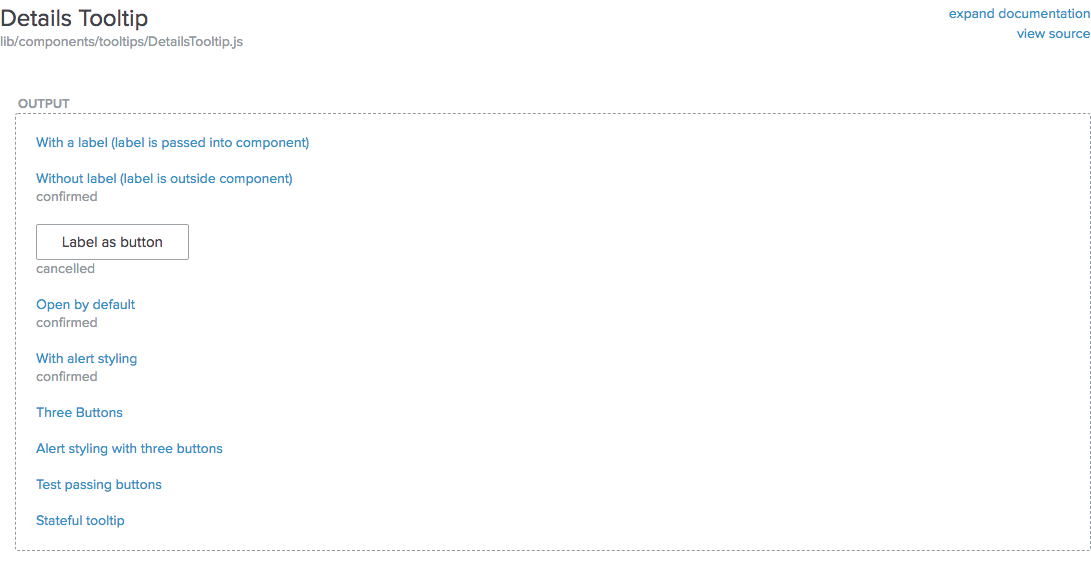 Details Tooltip
expand documentation
lib/components/tooltips/DetailsTooltip.js
view source
OUTPUT
With a label (label is passed into component)
Without label (label is outside component)
confirmed
Label as button
cancelled
Open by default
confirmed
With alert styling
confirmed
Three Buttons
Alert styling with three buttons
Test passing buttons
Stateful tooltip